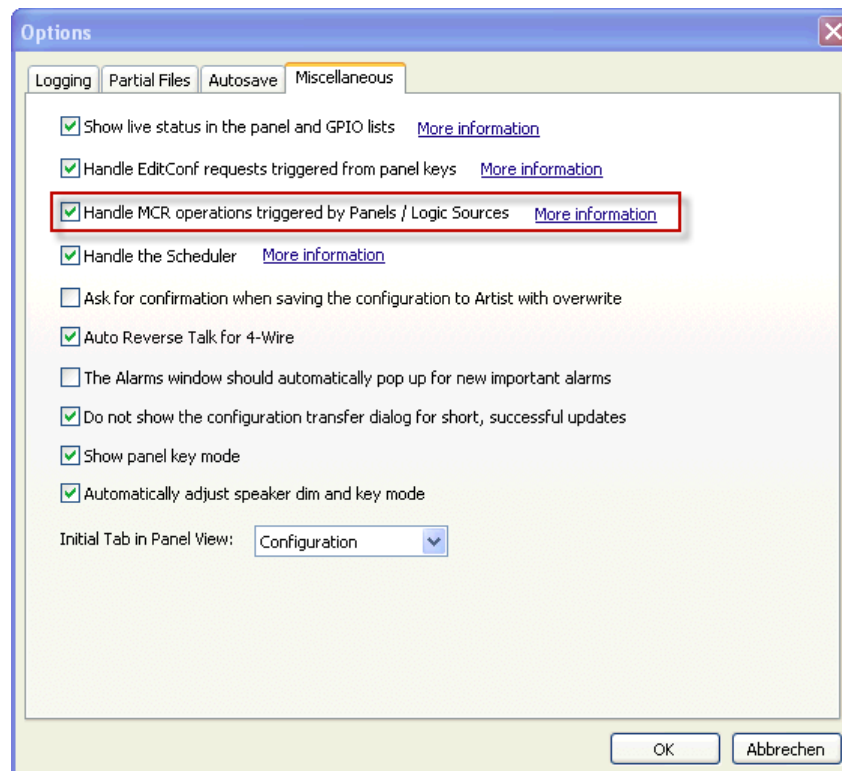 Options
Logging Partial Files Autosave Miscellaneous
Show live status in the panel and GPIO lists More information
Handle EditConf requests triggered from panel keys More information
Handle MCR operations triggered by Panels / Logic Sources More information
Handle the Scheduler More information
Ask for confirmation when saving the configuration to Artist with overwrite
Auto Reverse Talk for 4-Wire
The Alarms window should automatically pop up for new important alarms
Do not show the configuration transfer dialog for short, successful updates
Show panel key mode
Automatically adjust speaker dim and key mode
Initial Tab in Panel View: Configuration
OK Abbrechen